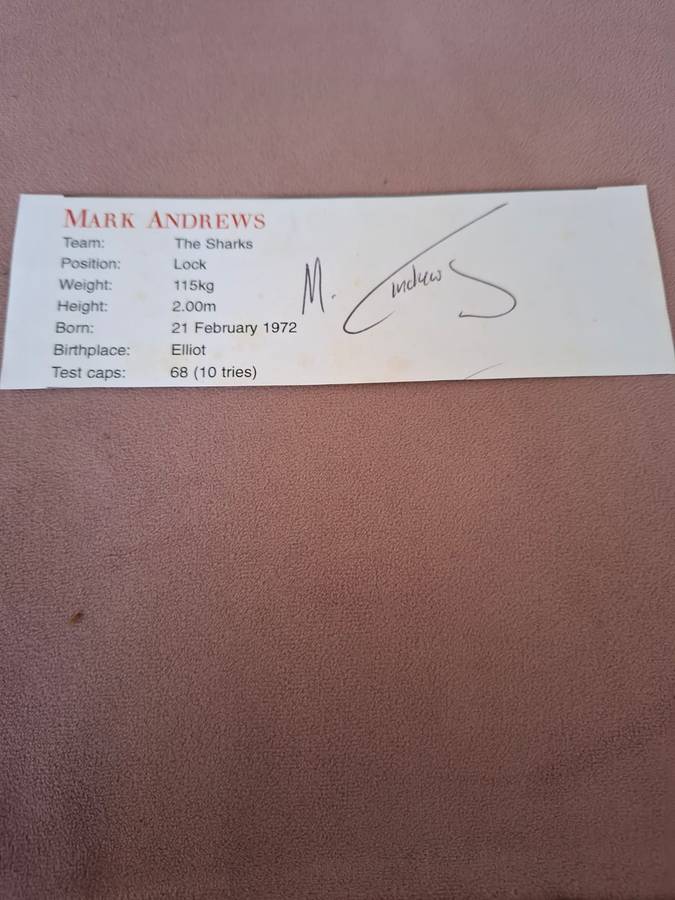 MARK ANDREWS
Team: The Sharks
Position: Lock
Weight: 115kg
Height: 2.00m
Born: 21 February 1972
Birthplace: Elliot
Test caps: 68 (10 tries)
M. Andrews